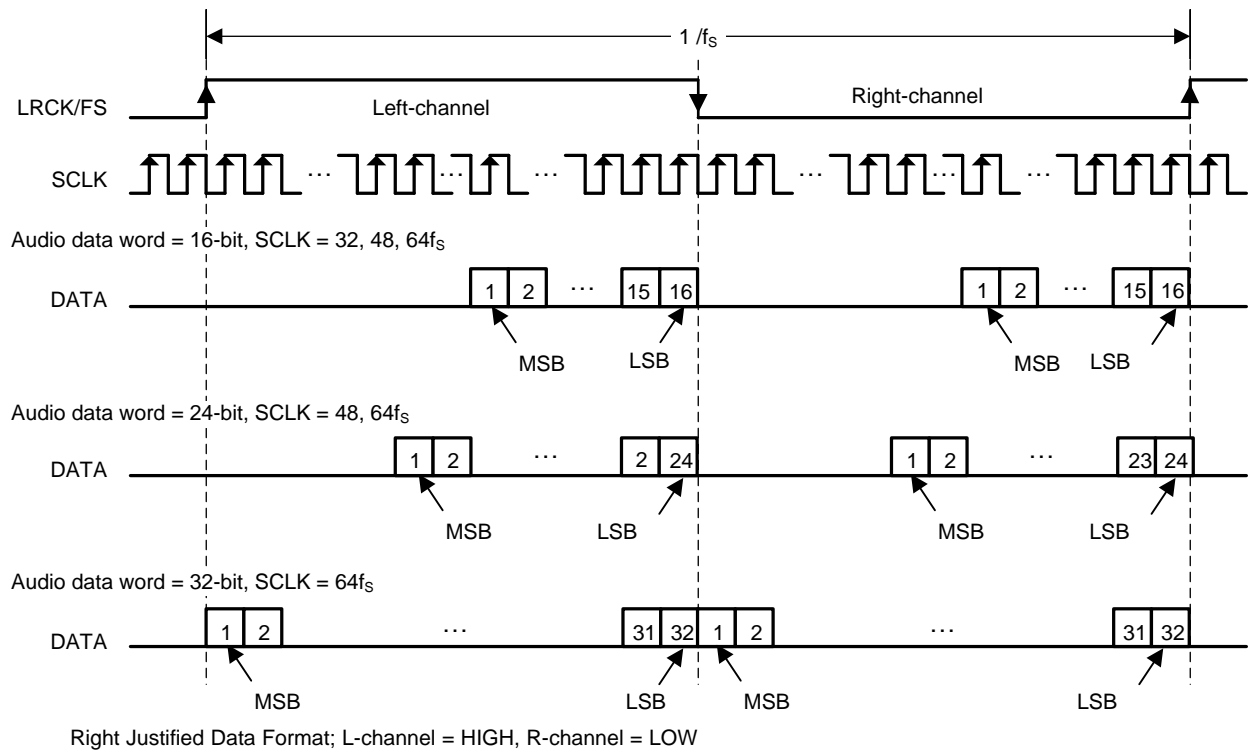 1 /fS
LRCK/FS
Left-channel
Right-channel
SCLK
... ... ... ... ... ...
Audio data word = 16-bit, SCLK = 32, 48, 64fS
DATA
1 2 ... 15 16 1 2 ... 15 16
MSB LSB MSB LSB
Audio data word = 24-bit, SCLK = 48, 64fS
DATA
1 2 ... 2 24 1 2 ... 23 24
MSB LSB MSB LSB
Audio data word = 32-bit, SCLK = 64fS
DATA
1 2 ... 31 32 1 2 ... 31 32
MSB LSB MSB LSB
Right Justified Data Format; L-channel = HIGH, R-channel = LOW